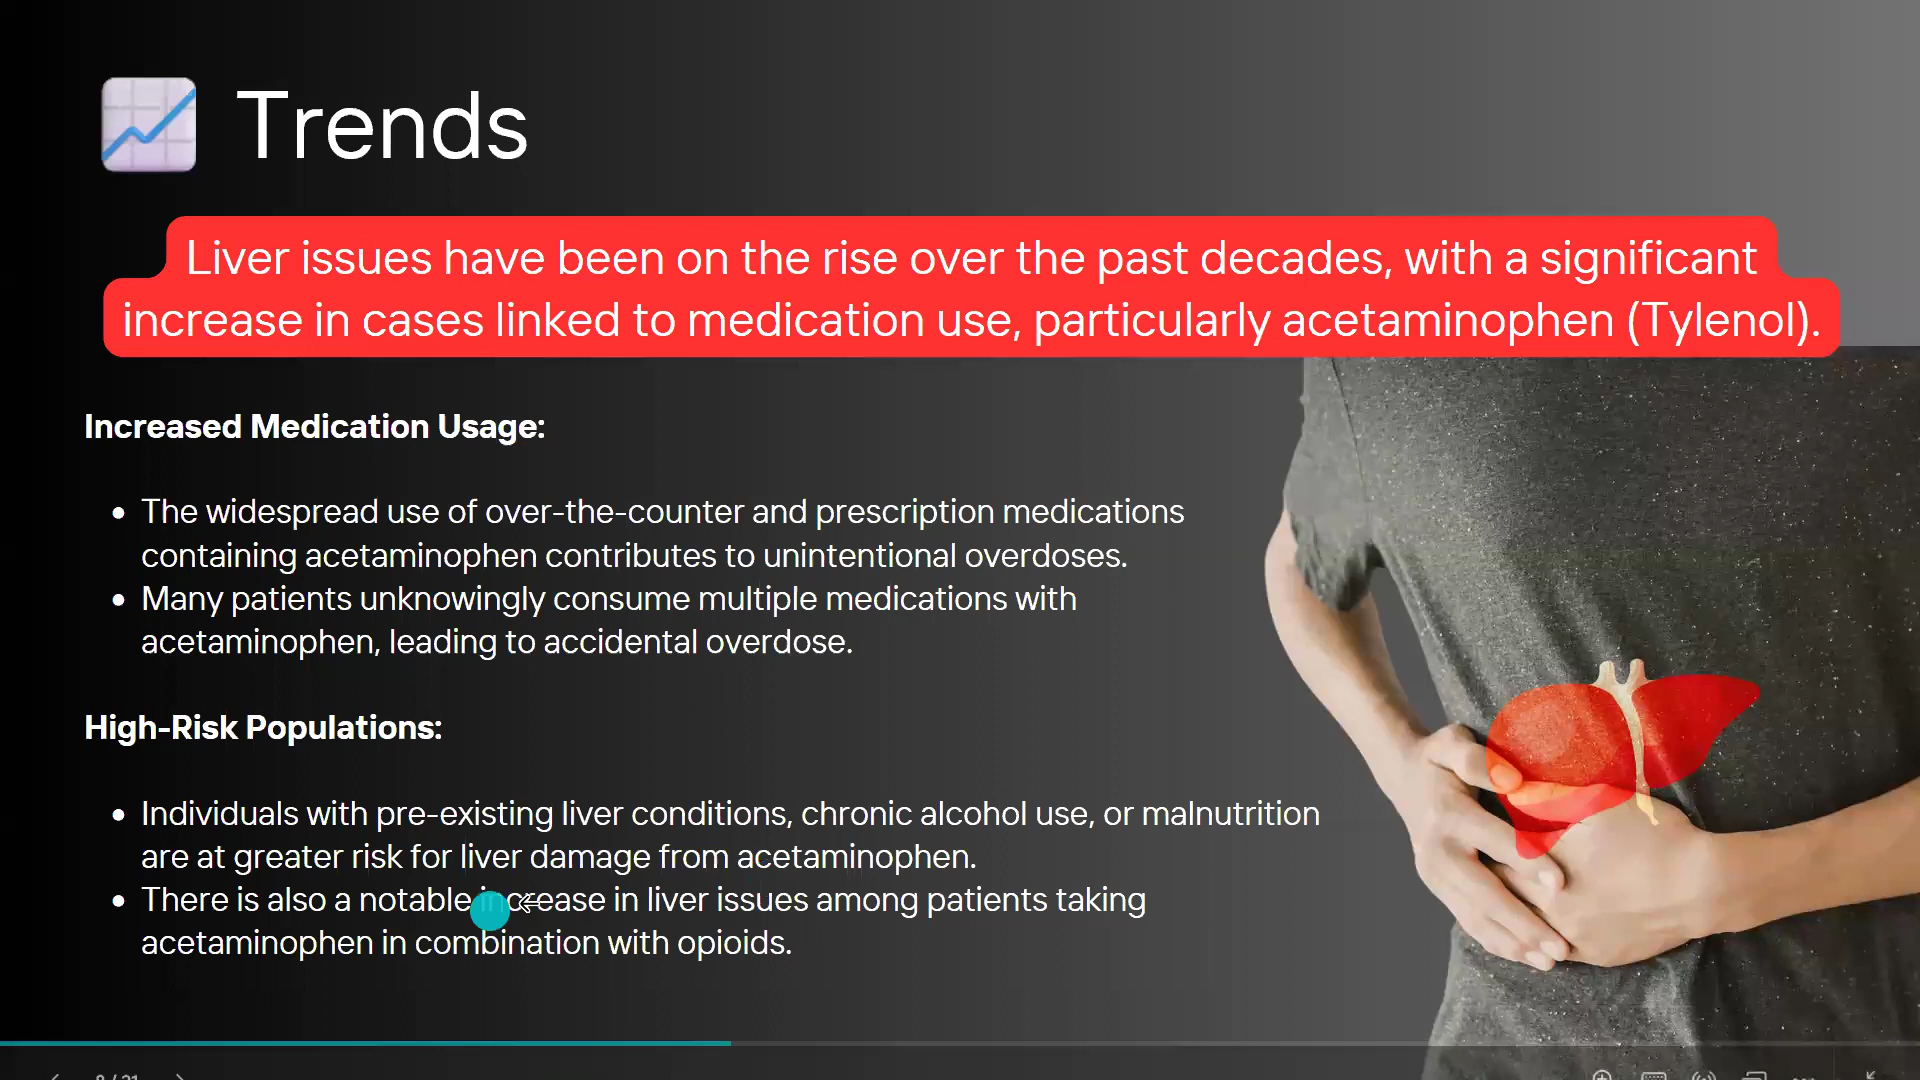 Trends
Liver issues have been on the rise over the past decades, with a significant
increase in cases linked to medication use, particularly acetaminophen (Tylenol).
Increased Medication Usage:
• The widespread use of over-the-counter and prescription medications
containing acetaminophen contributes to unintentional overdoses.
• Many patients unknowingly consume multiple medications with
acetaminophen, leading to accidental overdose.
High-Risk Populations:
• Individuals with pre-existing liver conditions, chronic alcohol use, or malnutrition
are at greater risk for liver damage from acetaminophen.
• There is also a notable increase in liver issues among patients taking
acetaminophen in combination with opioids.